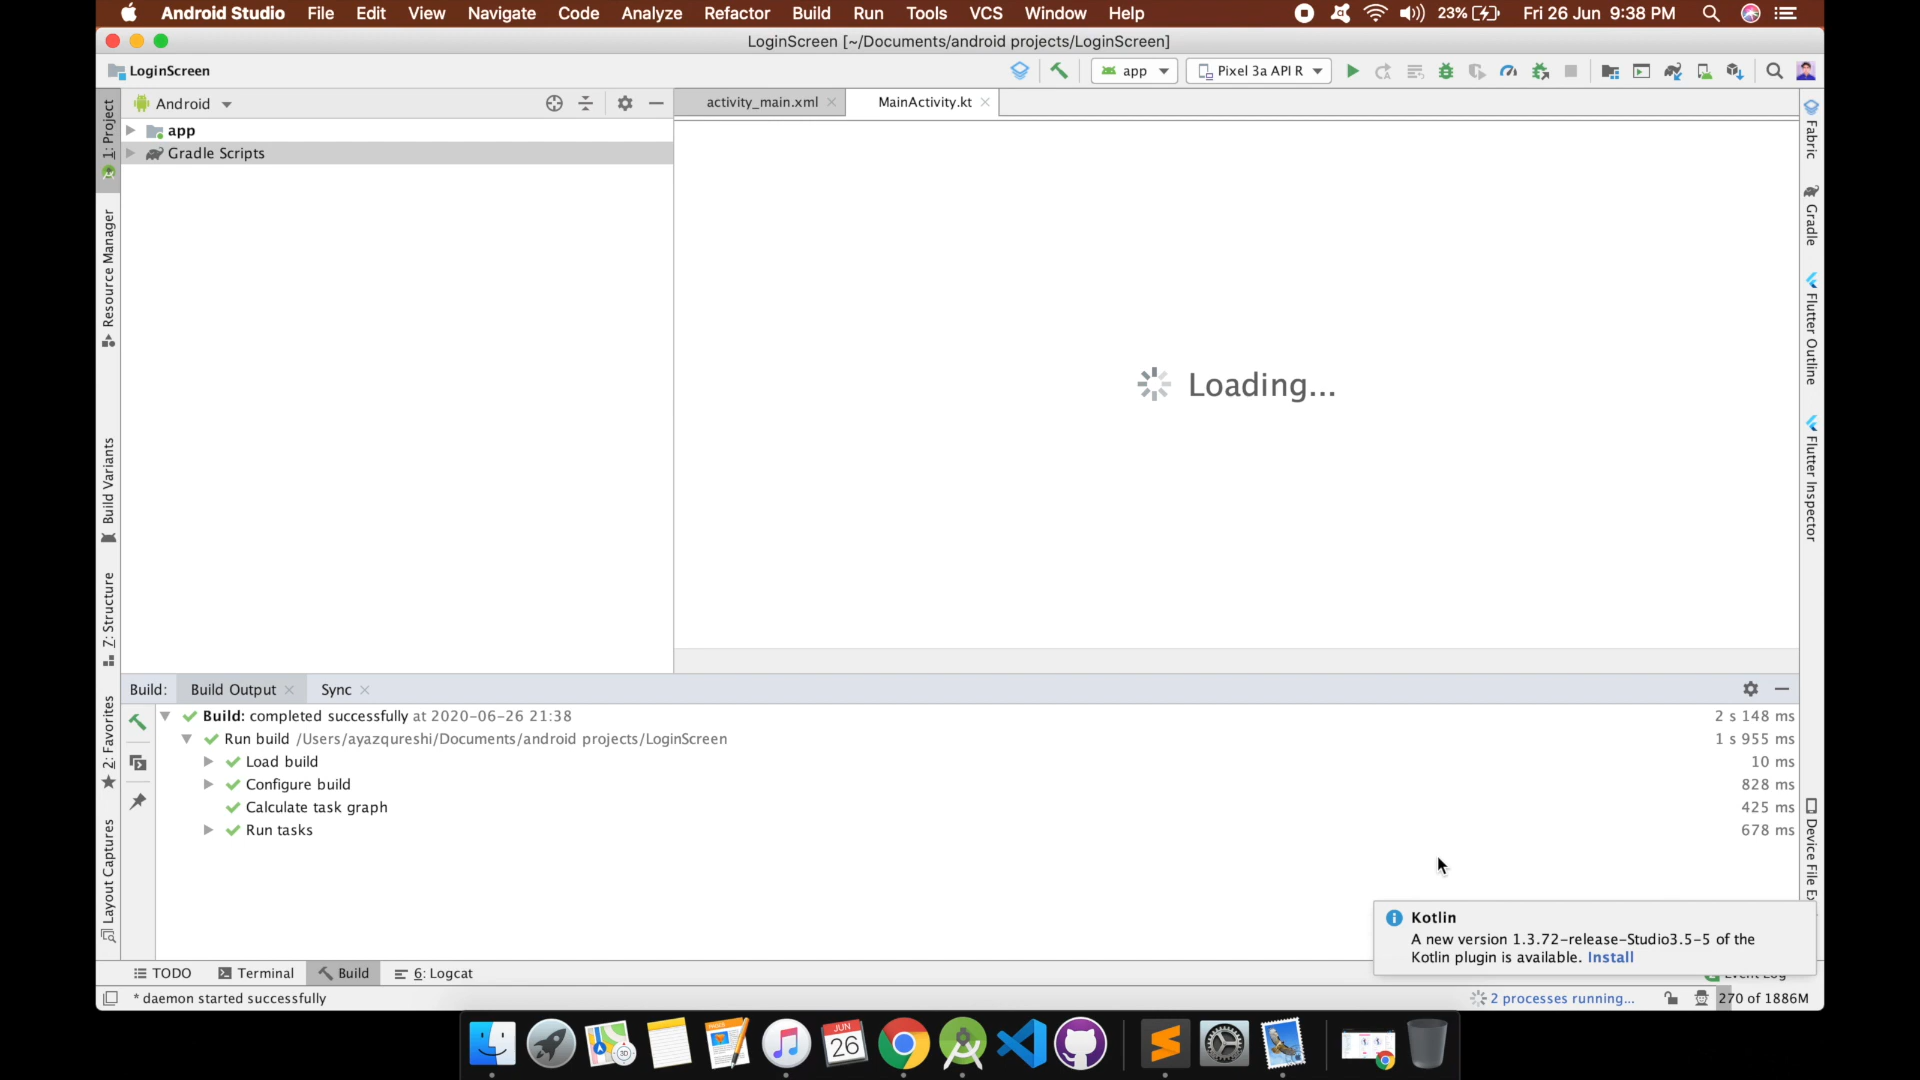 Android Studio File Edit View Navigate Code Analyze Refactor Build Run Tools VCS Window Help 23% Fri 26 Jun 9:38 PM
LoginScreen [~/Documents/android projects/LoginScreen]
LoginScreen app Pixel 3a API R
1: Project
Resource Manager
Build Variants
Z: Structure
2: Favorites
Layout Captures
Android
app
Gradle Scripts
activity_main.xml MainActivity.kt
Loading...
Fabric
Gradle
Flutter Outline
Flutter Inspector
Device File Ex
Build: Build Output Sync
Build: completed successfully at 2020-06-26 21:38 2 s 148 ms
Run build /Users/ayazqureshi/Documents/android projects/LoginScreen 1 s 955 ms
Load build 10 ms
Configure build 828 ms
Calculate task graph 425 ms
Run tasks 678 ms
Kotlin
A new version 1.3.72-release-Studio3.5-5 of the
Kotlin plugin is available. Install
TODO Terminal Build 6: Logcat
* daemon started successfully 2 processes running... 270 of 1886M
PAGES
JUN
26
3D